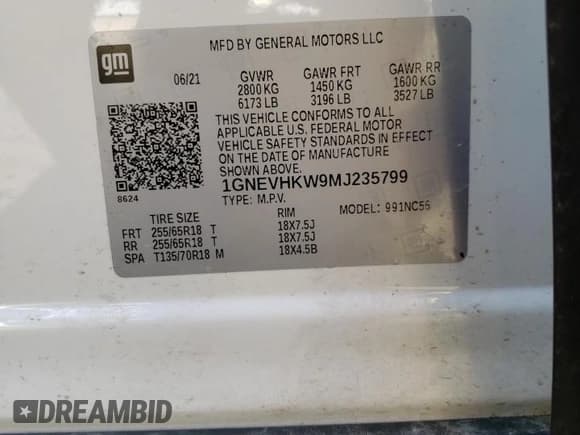 MFD BY GENERAL MOTORS LLC
gm
06/21 GVWR GAWR FRT GAWR RR
2800 KG 1450 KG 1600 KG
6173 LB 3196 LB 3527 LB
THIS VEHICLE CONFORMS TO ALL
APPLICABLE U.S. FEDERAL MOTOR
VEHICLE SAFETY STANDARDS IN EFFECT
ON THE DATE OF MANUFACTURE
SHOWN ABOVE.
8624
1GNEVHKW9MJ235799
TYPE: M.P.V. MODEL: 991NC56
TIRE SIZE RIM
FRT 255/65R18 T 18X7.5J
RR 255/65R18 T 18X7.5J
SPA T135/70R18 M 18X4.5B
DREAMBID